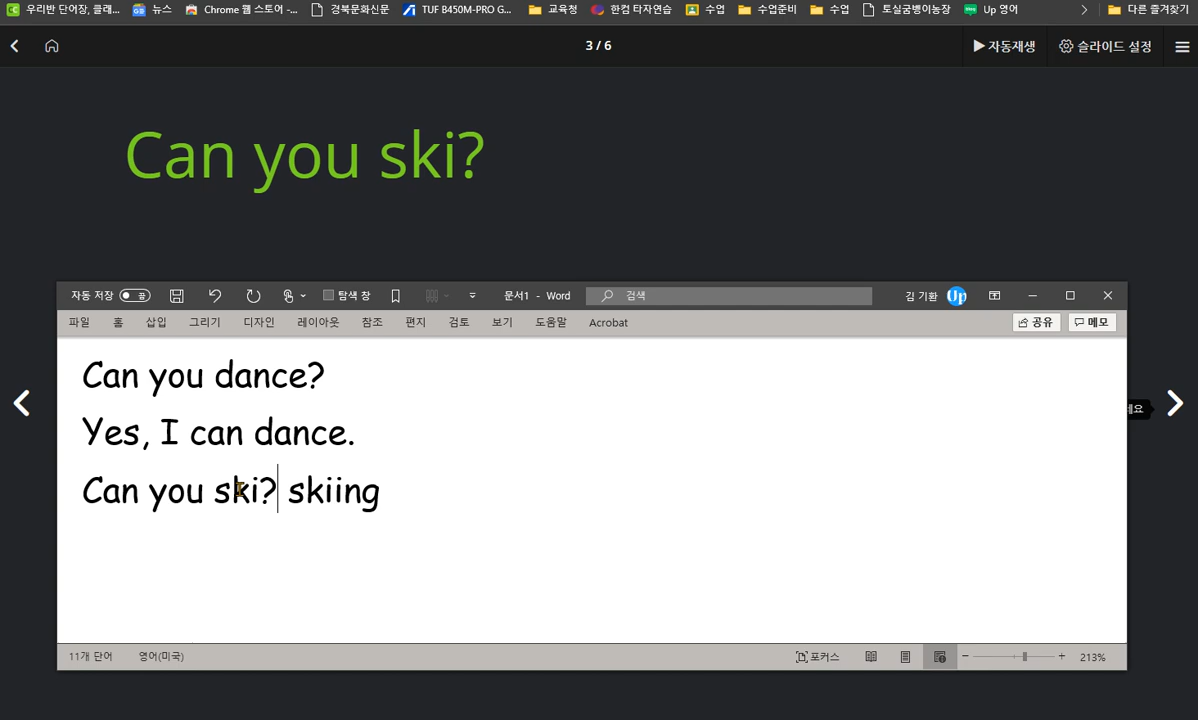 우리반 단어장, 클래... 뉴스 Chrome 웹 스토어 -... 경북문화신문 TUF B450M-PRO G... 교육청 한컴 타자연습 수업 수업준비 수업 토실굼벵이농장 Up 영어 다른 즐겨찾기
3 / 6 자동재생 슬라이드 설정
Can you ski?
자동 저장 끔 탐색 창 문서1 - Word 검색 김 기환 Up
파일 홈 삽입 그리기 디자인 레이아웃 참조 편지 검토 보기 도움말 Acrobat 공유 메모
Can you dance?
Yes, I can dance.
Can you ski? skiing
11개 단어 영어(미국) 포커스 213%